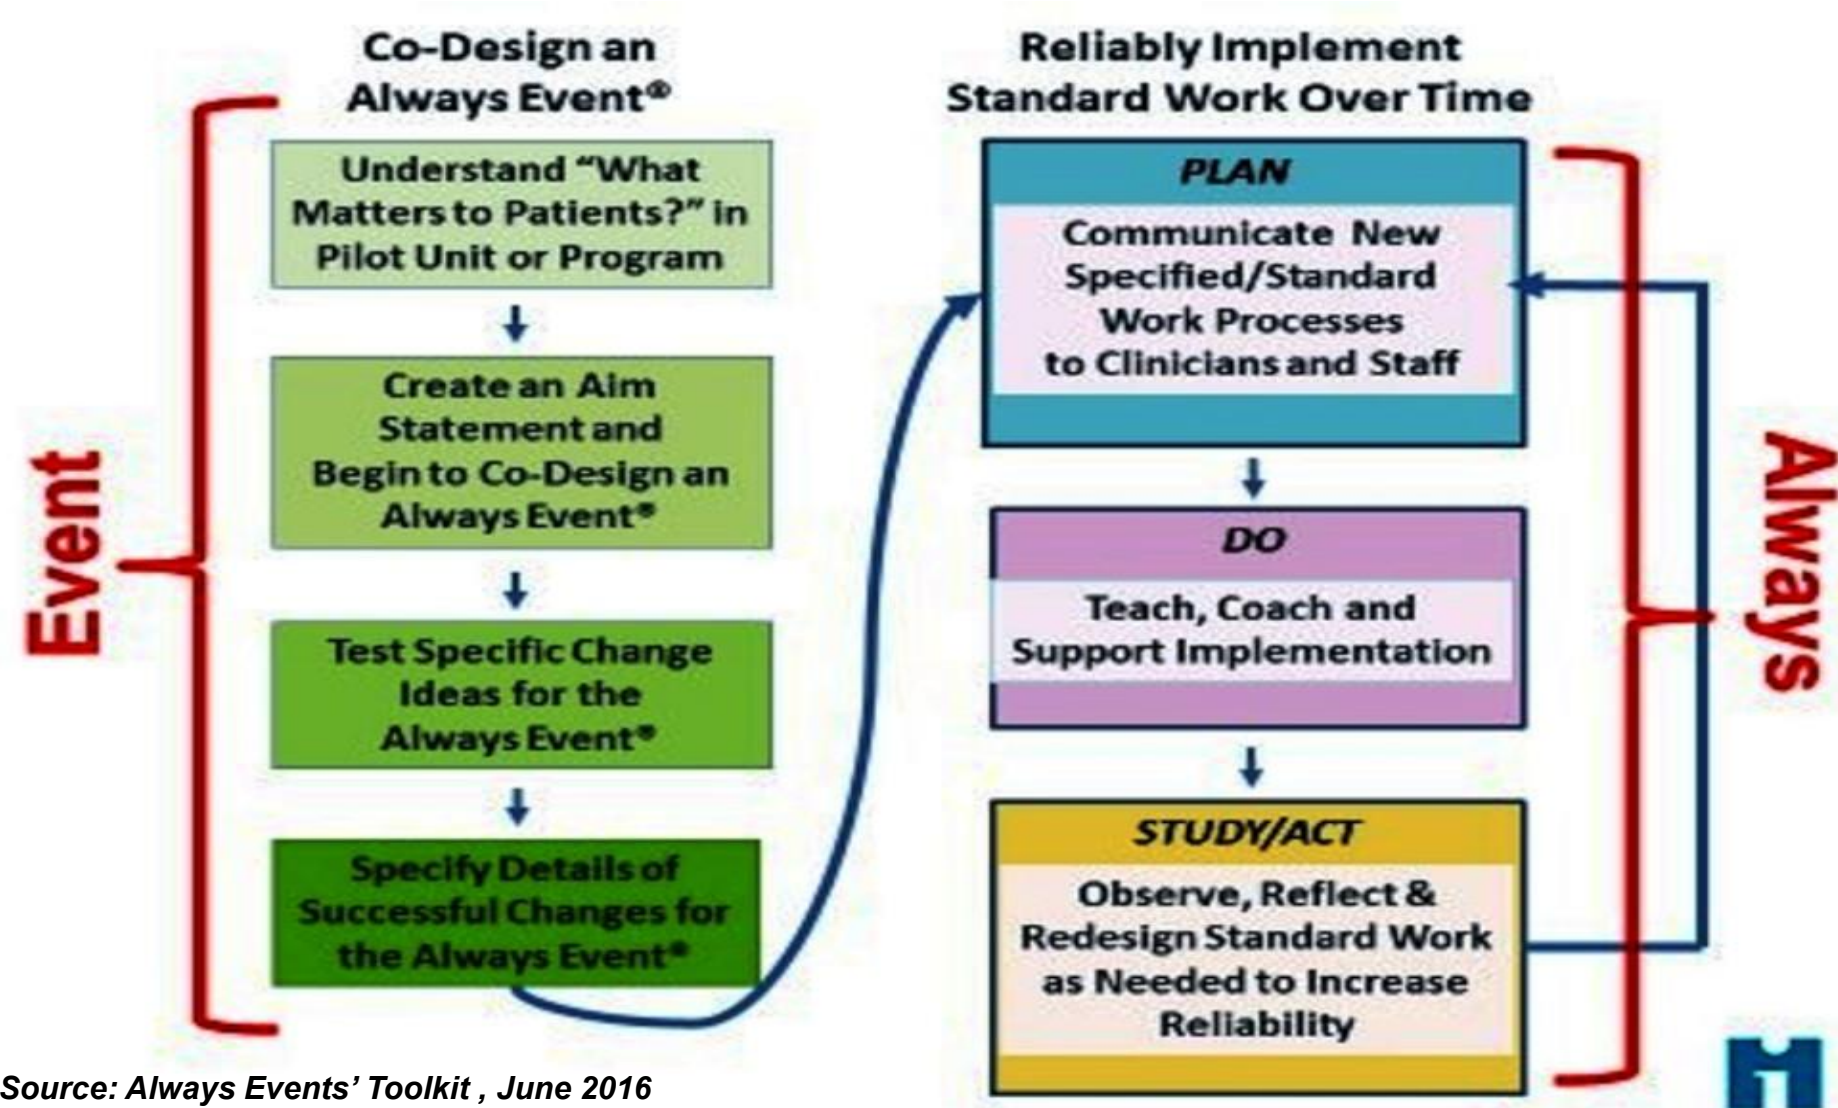 Co-Design an
Always Event®
Understand “What
Matters to Patients?” in
Pilot Unit or Program
Create an Aim
Statement and
Begin to Co-Design an
Always Event®
Test Specific Change
Ideas for the
Always Event®
Specify Details of
Successful Changes for
the Always Event®
Event
Reliably Implement
Standard Work Over Time
PLAN
Communicate New
Specified/Standard
Work Processes
to Clinicians and Staff
DO
Teach, Coach and
Support Implementation
STUDY/ACT
Observe, Reflect &
Redesign Standard Work
as Needed to Increase
Reliability
Always
Source: Always Events’ Toolkit , June 2016